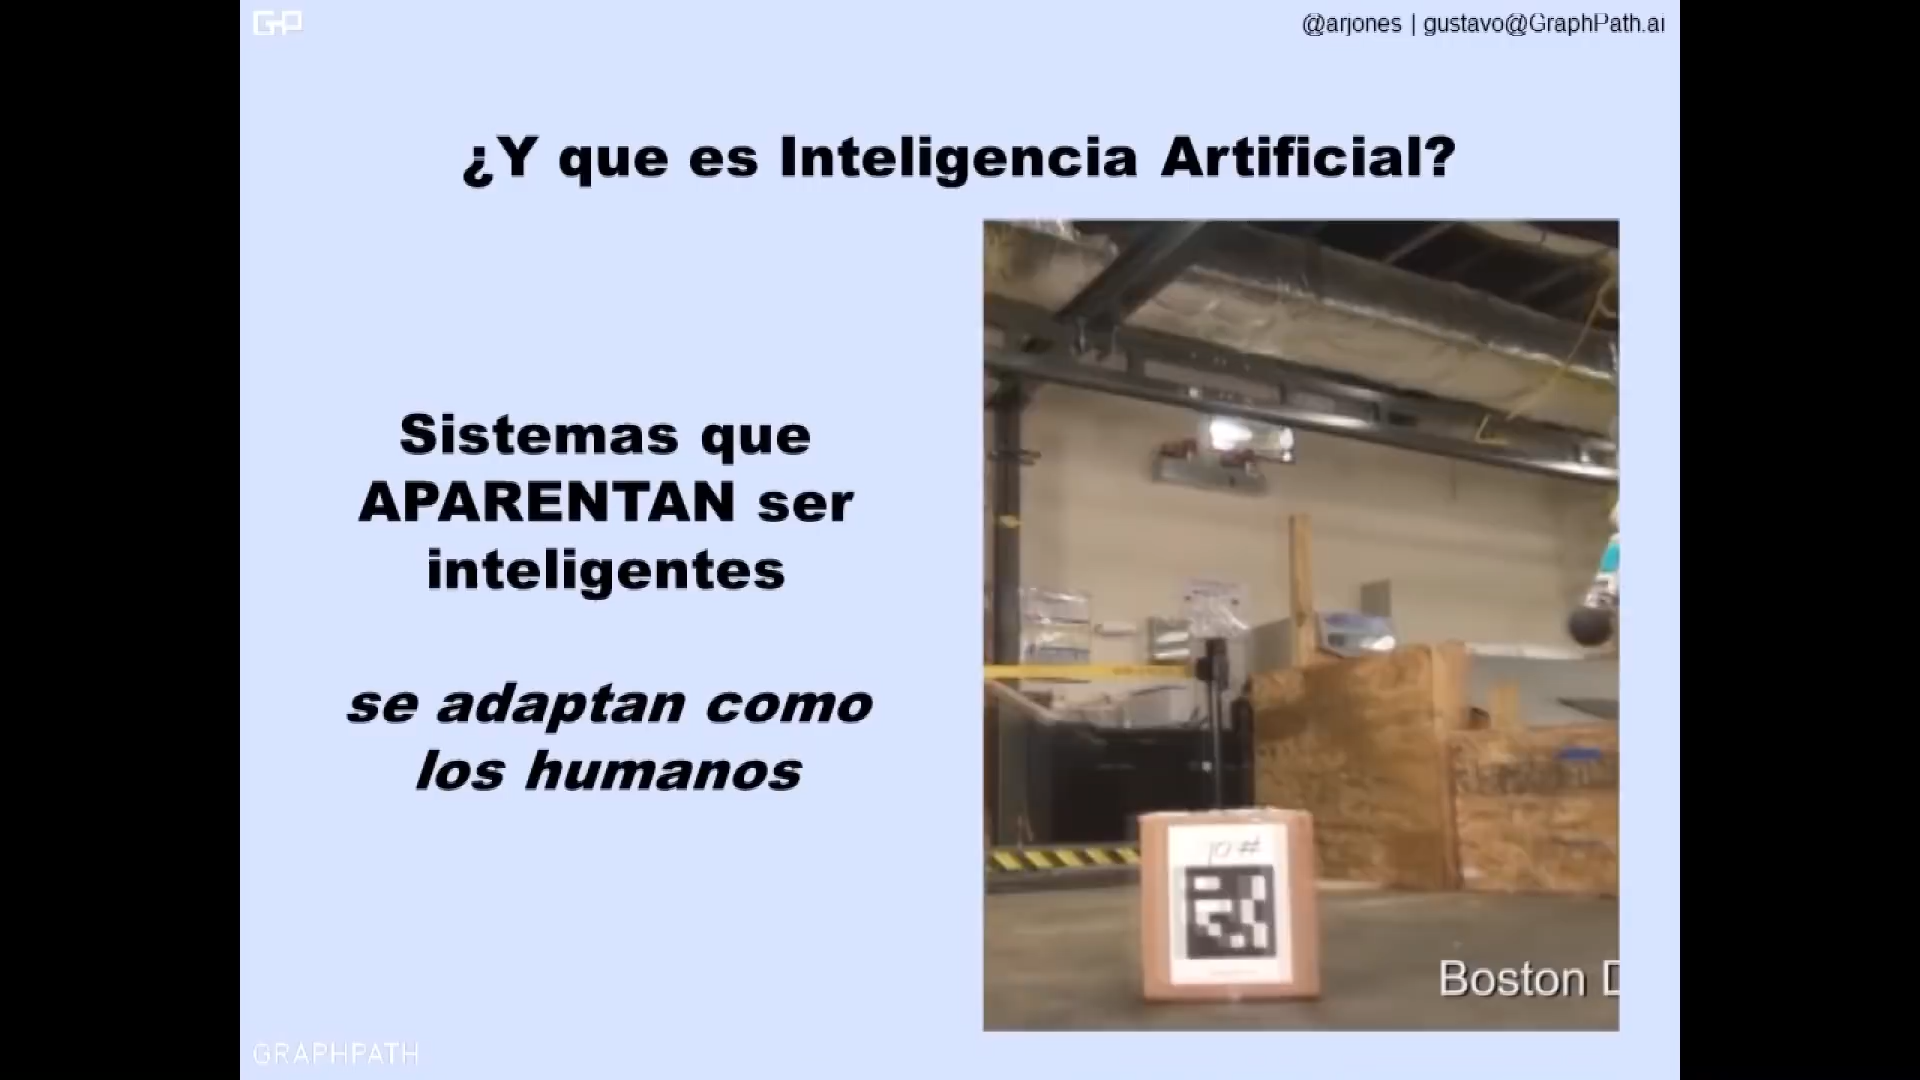 GP
@arjones | gustavo@GraphPath.ai
¿Y que es Inteligencia Artificial?
Sistemas que
APARENTAN ser
inteligentes
se adaptan como
los humanos
Boston D
GRAPHPATH